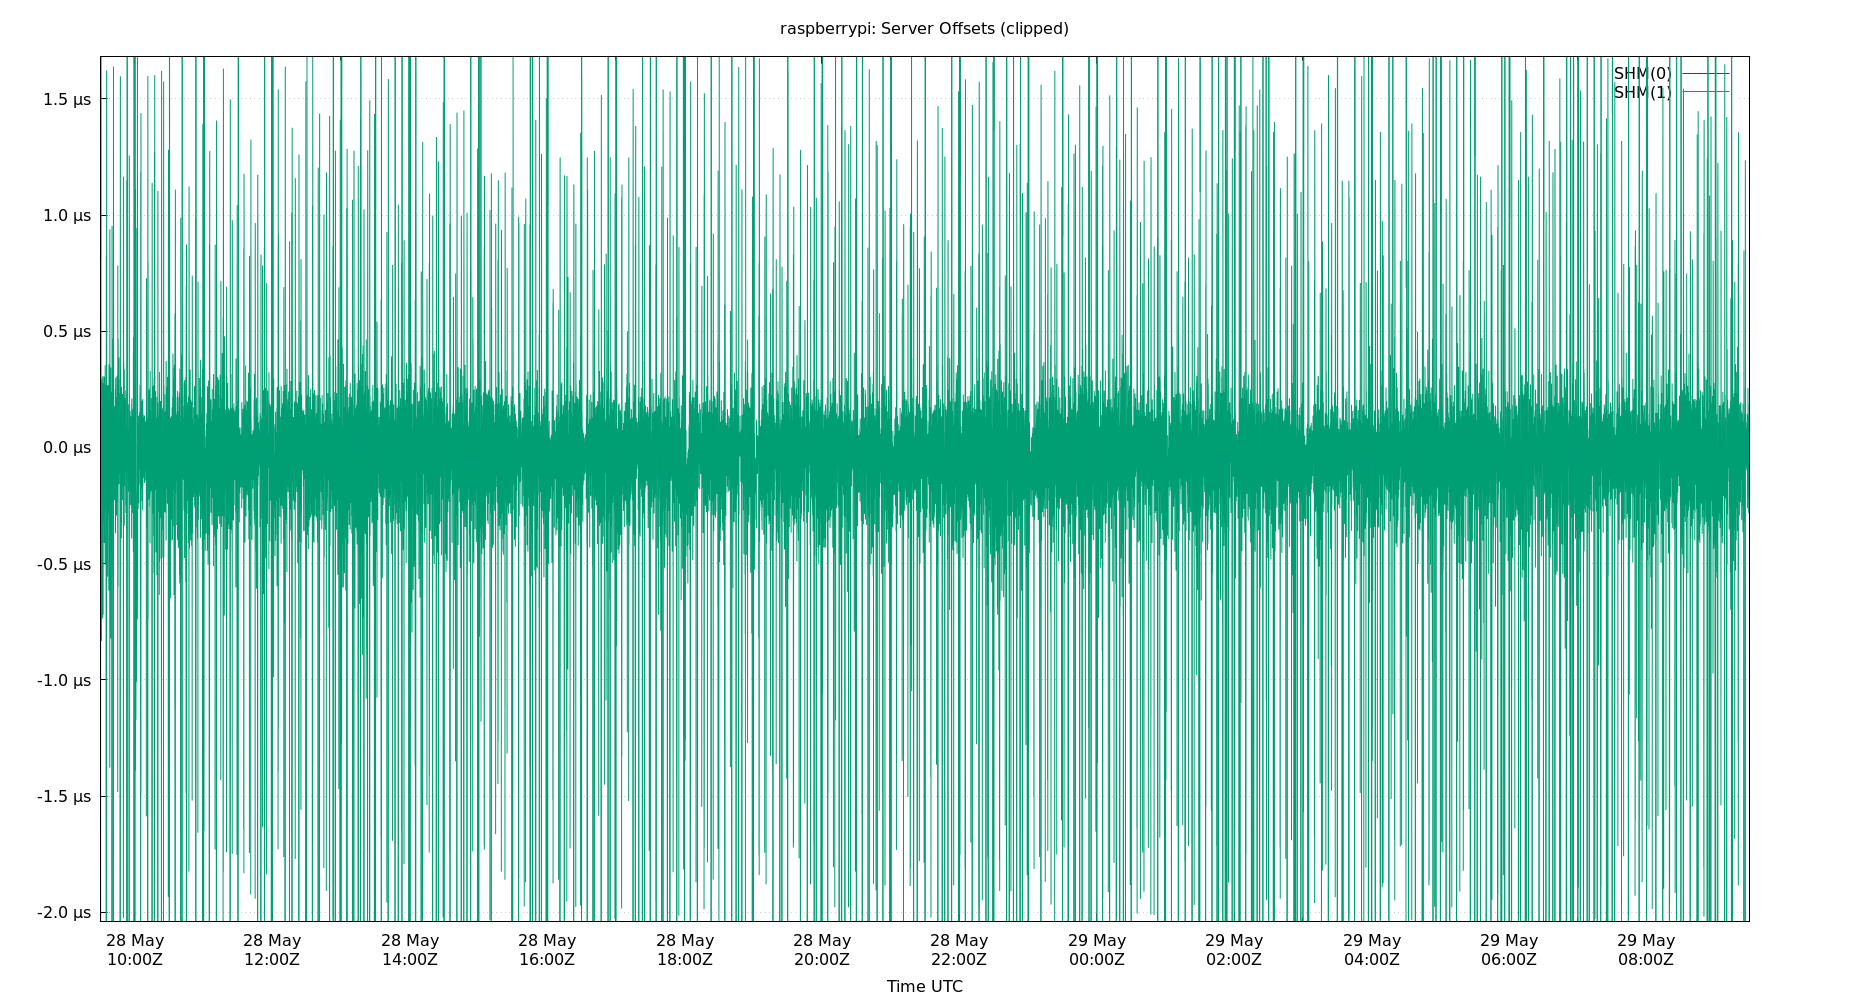 raspberrypi: Server Offsets (clipped)
SHM(0)
SHM(1)
1.5 µs
1.0 µs
0.5 µs
0.0 µs
-0.5 µs
-1.0 µs
-1.5 µs
-2.0 µs
28 May 28 May 28 May 28 May 28 May 28 May 28 May 29 May 29 May 29 May 29 May 29 May
10:00Z 12:00Z 14:00Z 16:00Z 18:00Z 20:00Z 22:00Z 00:00Z 02:00Z 04:00Z 06:00Z 08:00Z
Time UTC